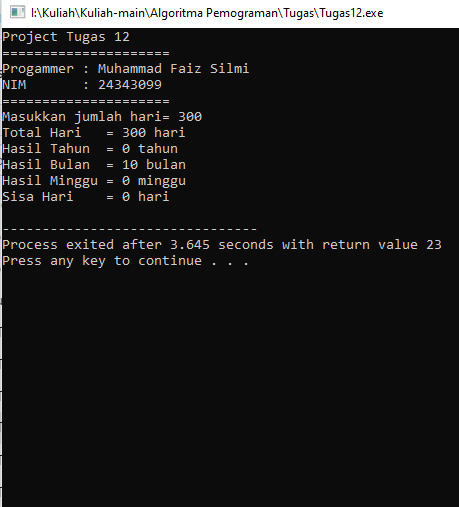 I:\Kuliah\Kuliah-main\Algoritma Pemograman\Tugas\Tugas12.exe
Project Tugas 12
=====================
Progammer : Muhammad Faiz Silmi
NIM       : 24343099
=====================
Masukkan jumlah hari= 300
Total Hari   = 300 hari
Hasil Tahun  = 0 tahun
Hasil Bulan  = 10 bulan
Hasil Minggu = 0 minggu
Sisa Hari    = 0 hari
--------------------------------
Process exited after 3.645 seconds with return value 23
Press any key to continue . . .